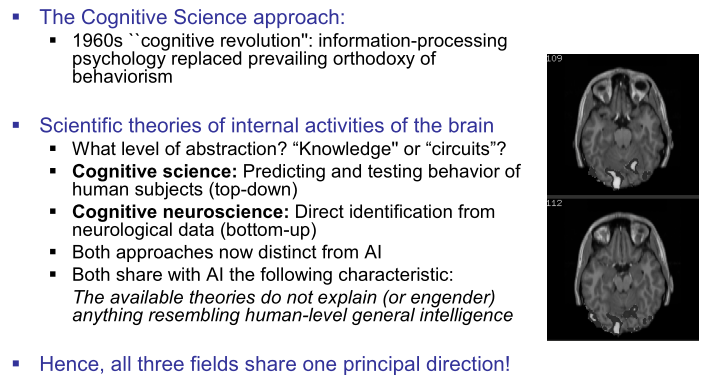 The Cognitive Science approach:
1960s ``cognitive revolution'': information-processing
psychology replaced prevailing orthodoxy of
behaviorism
Scientific theories of internal activities of the brain
What level of abstraction? “Knowledge'' or “circuits”?
Cognitive science: Predicting and testing behavior of
human subjects (top-down)
Cognitive neuroscience: Direct identification from
neurological data (bottom-up)
Both approaches now distinct from AI
Both share with AI the following characteristic:
The available theories do not explain (or engender)
anything resembling human-level general intelligence
Hence, all three fields share one principal direction!
109
112